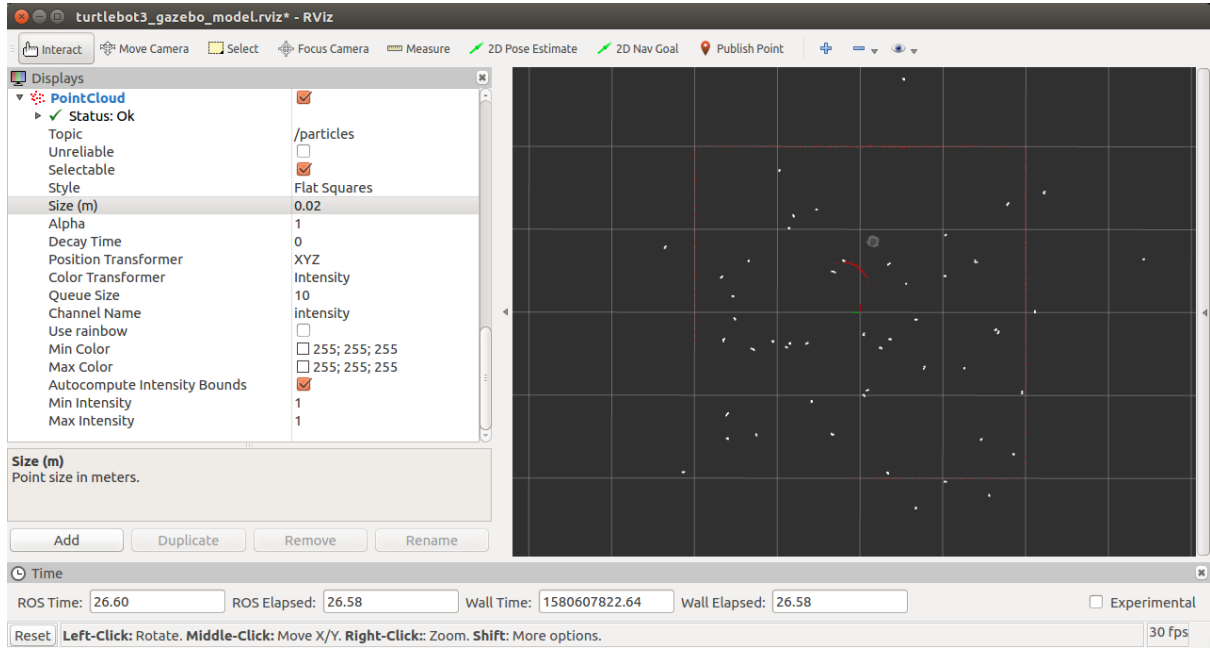 turtlebot3_gazebo_model.rviz* - RViz
Interact Move Camera Select Focus Camera Measure 2D Pose Estimate 2D Nav Goal Publish Point
Displays
PointCloud
Status: Ok
Topic /particles
Unreliable
Selectable
Style Flat Squares
Size (m) 0.02
Alpha 1
Decay Time 0
Position Transformer XYZ
Color Transformer Intensity
Queue Size 10
Channel Name intensity
Use rainbow
Min Color 255; 255; 255
Max Color 255; 255; 255
Autocompute Intensity Bounds
Min Intensity 1
Max Intensity 1
Size (m)
Point size in meters.
Add Duplicate Remove Rename
Time
ROS Time: 26.60 ROS Elapsed: 26.58 Wall Time: 1580607822.64 Wall Elapsed: 26.58 Experimental
Reset Left-Click: Rotate. Middle-Click: Move X/Y. Right-Click:: Zoom. Shift: More options. 30 fps